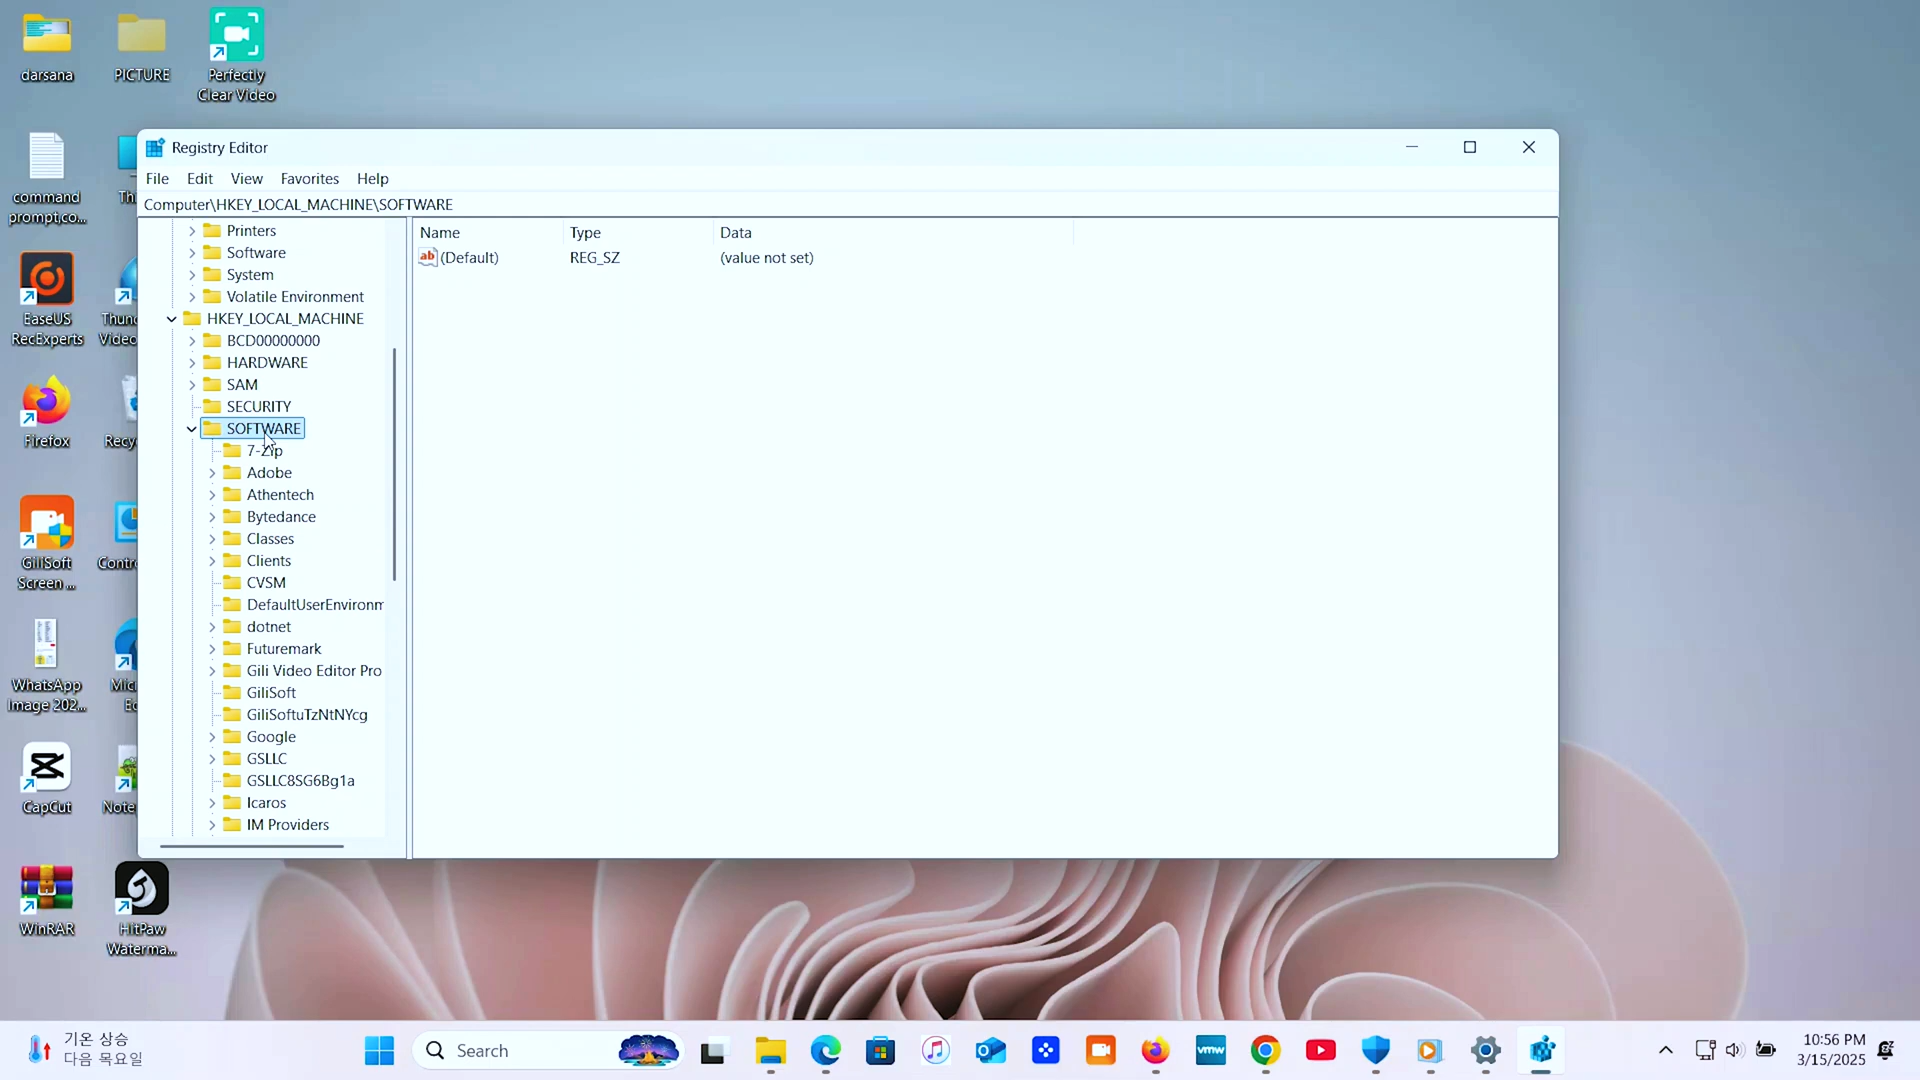 darsana
PICTURE
Perfectly
Clear Video
command
prompt,co...
EaseUS
RecExperts
Firefox
GiliSoft
Screen ...
WhatsApp
Image 202...
CapCut
WinRAR
HitPaw
Waterma...
Registry Editor
File Edit View Favorites Help
Computer\HKEY_LOCAL_MACHINE\SOFTWARE
Printers
Software
System
Volatile Environment
HKEY_LOCAL_MACHINE
BCD00000000
HARDWARE
SAM
SECURITY
SOFTWARE
7-Zip
Adobe
Athentech
Bytedance
Classes
Clients
CVSM
DefaultUserEnvironm
dotnet
Futuremark
Gili Video Editor Pro
GiliSoft
GiliSoftuTzNtNYcg
Google
GSLLC
GSLLC8SG6Bg1a
Icaros
IM Providers
Name Type Data
(Default) REG_SZ (value not set)
기온 상승
다음 목요일
Search
vmw
10:56 PM
3/15/2025